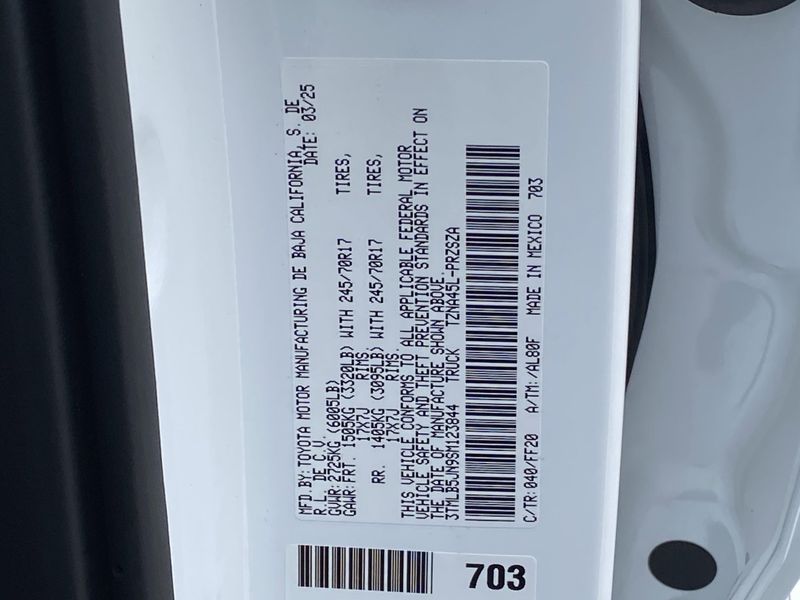 MFD. BY: TOYOTA MOTOR MANUFACTURING DE BAJA CALIFORNIA, S. DE
R. L. DE C. V. DATE: 03/25
GVWR: 2725KG (6005LB)
GAWR: FRT. 1505KG (3320LB) WITH 245/70R17 TIRES,
17X7J RIMS
RR. 1405KG (3095LB) WITH 245/70R17 TIRES,
17X7J RIMS
THIS VEHICLE CONFORMS TO ALL APPLICABLE FEDERAL MOTOR
VEHICLE SAFETY AND THEFT PREVENTION STANDARDS IN EFFECT ON
THE DATE OF MANUFACTURE SHOWN ABOVE.
3TMLB5JN9SM123844 TRUCK TZNA45L-PRZSZA
C/TR: 040/FF20 A/TM: /AL80F MADE IN MEXICO 703
703